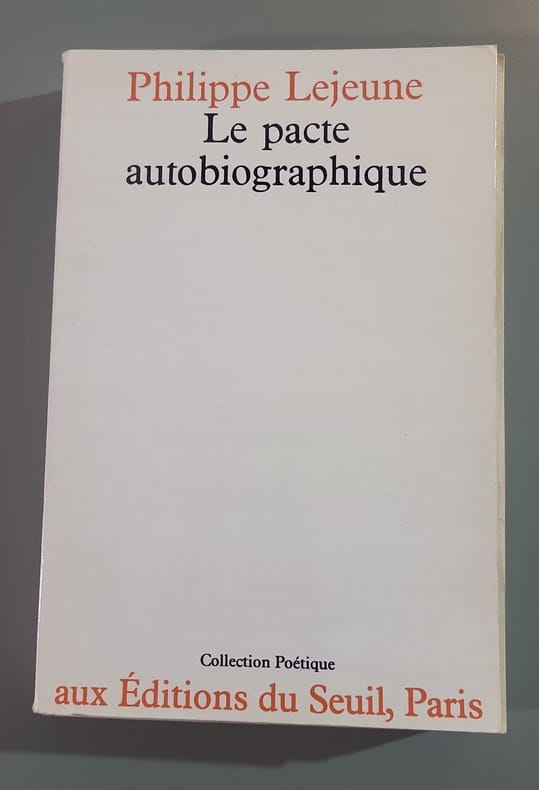 Philippe Lejeune
Le pacte
autobiographique
Collection Poétique
aux Éditions du Seuil, Paris